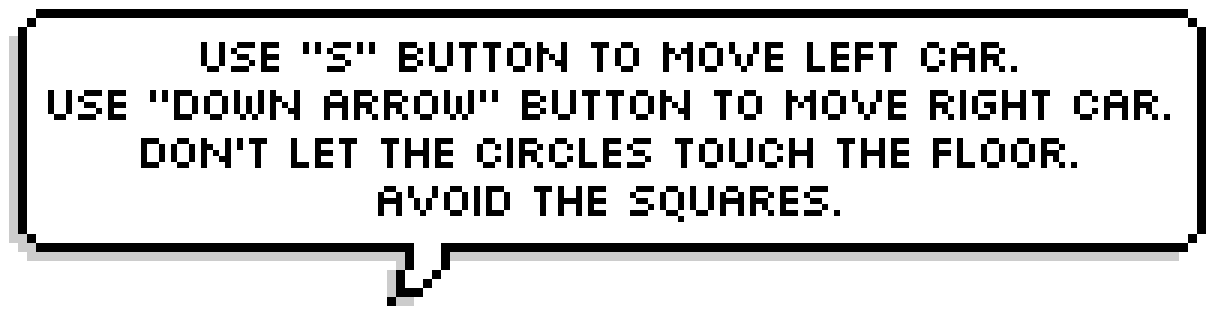 USE "S" BUTTON TO MOVE LEFT CAR.
USE "DOWN ARROW" BUTTON TO MOVE RIGHT CAR.
DON'T LET THE CIRCLES TOUCH THE FLOOR.
AVOID THE SQUARES.